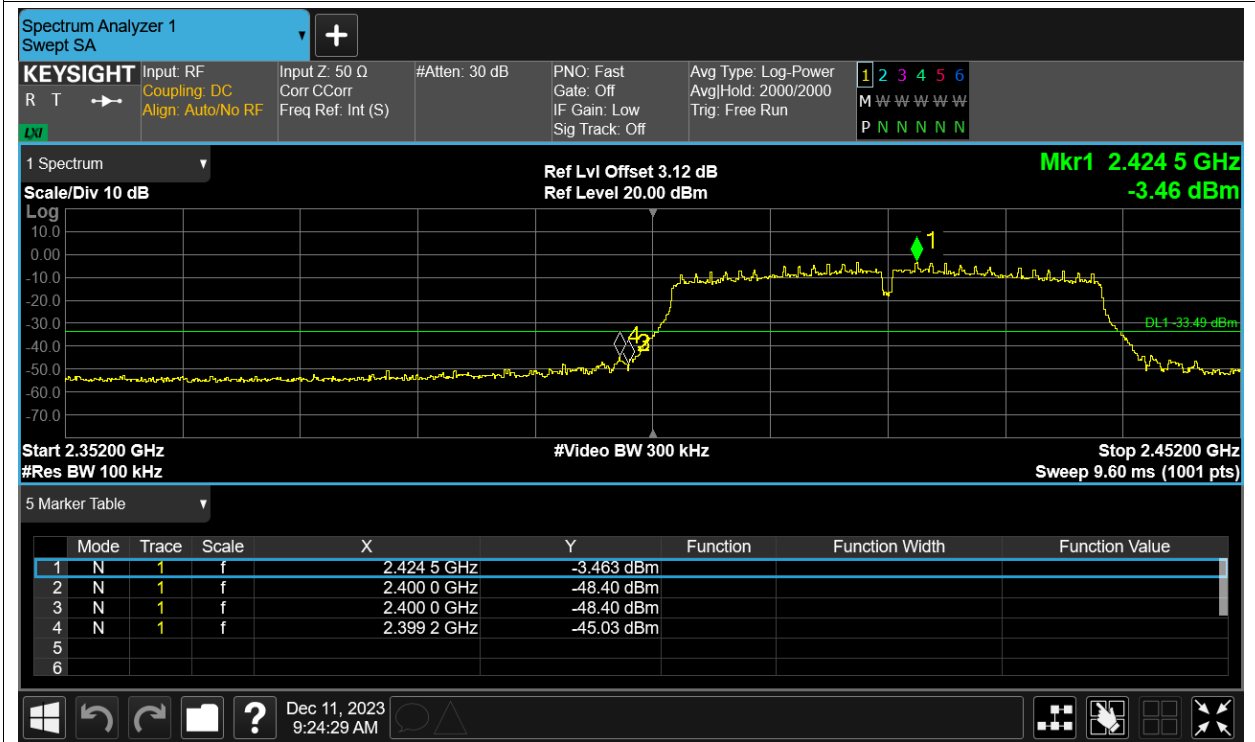 Spectrum Analyzer 1
Swept SA
+
KEYSIGHT Input: RF Input Z: 50 Ω #Atten: 30 dB PNO: Fast Avg Type: Log-Power 1 2 3 4 5 6
R T Coupling: DC Corr CCorr Gate: Off Avg|Hold: 2000/2000 M W W W W W
Align: Auto/No RF Freq Ref: Int (S) IF Gain: Low Trig: Free Run P N N N N N
LXI Sig Track: Off
1 Spectrum Ref Lvl Offset 3.12 dB Mkr1 2.424 5 GHz
Scale/Div 10 dB Ref Level 20.00 dBm -3.46 dBm
Log
10.0
1
0.00
-10.0
-20.0
-30.0
DL1 -33.49 dBm
4
2
-40.0
-50.0
-60.0
-70.0
Start 2.35200 GHz #Video BW 300 kHz Stop 2.45200 GHz
#Res BW 100 kHz Sweep 9.60 ms (1001 pts)
5 Marker Table
Mode Trace Scale X Y Function Function Width Function Value
1 N 1 f 2.424 5 GHz -3.463 dBm
2 N 1 f 2.400 0 GHz -48.40 dBm
3 N 1 f 2.400 0 GHz -48.40 dBm
4 N 1 f 2.399 2 GHz -45.03 dBm
5
6
? Dec 11, 2023
9:24:29 AM